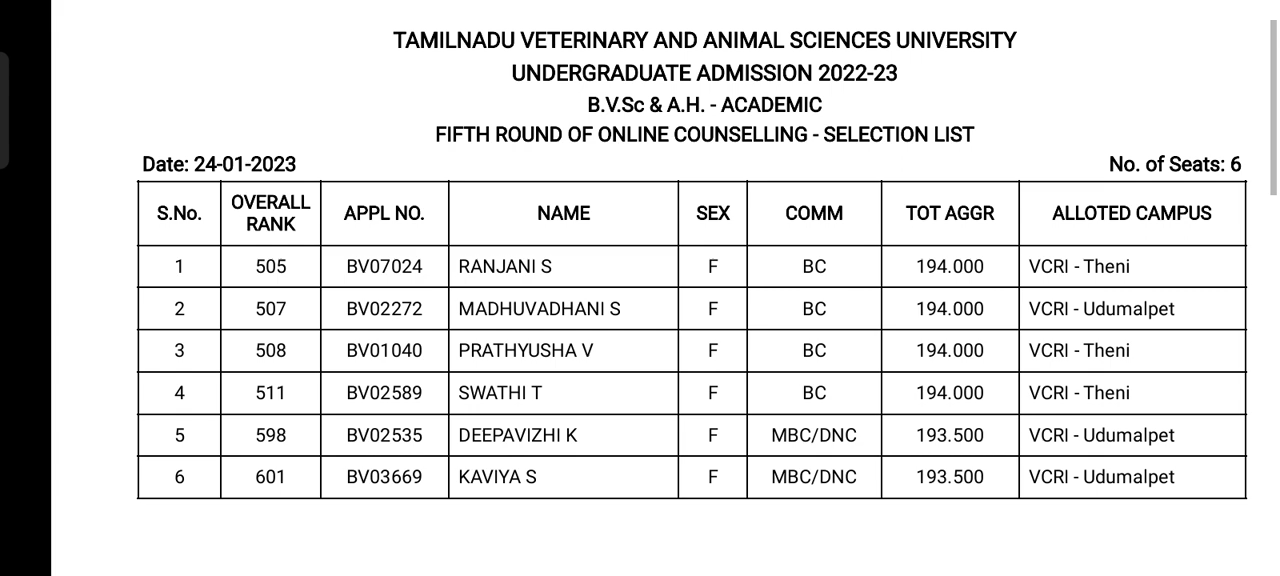 TAMILNADU VETERINARY AND ANIMAL SCIENCES UNIVERSITY
UNDERGRADUATE ADMISSION 2022-23
B.V.Sc & A.H. - ACADEMIC
FIFTH ROUND OF ONLINE COUNSELLING - SELECTION LIST
Date: 24-01-2023 No. of Seats: 6
S.No. OVERALL RANK APPL NO. NAME SEX COMM TOT AGGR ALLOTED CAMPUS
1 505 BV07024 RANJANI S F BC 194.000 VCRI - Theni
2 507 BV02272 MADHUVADHANI S F BC 194.000 VCRI - Udumalpet
3 508 BV01040 PRATHYUSHA V F BC 194.000 VCRI - Theni
4 511 BV02589 SWATHI T F BC 194.000 VCRI - Theni
5 598 BV02535 DEEPAVIZHI K F MBC/DNC 193.500 VCRI - Udumalpet
6 601 BV03669 KAVIYA S F MBC/DNC 193.500 VCRI - Udumalpet